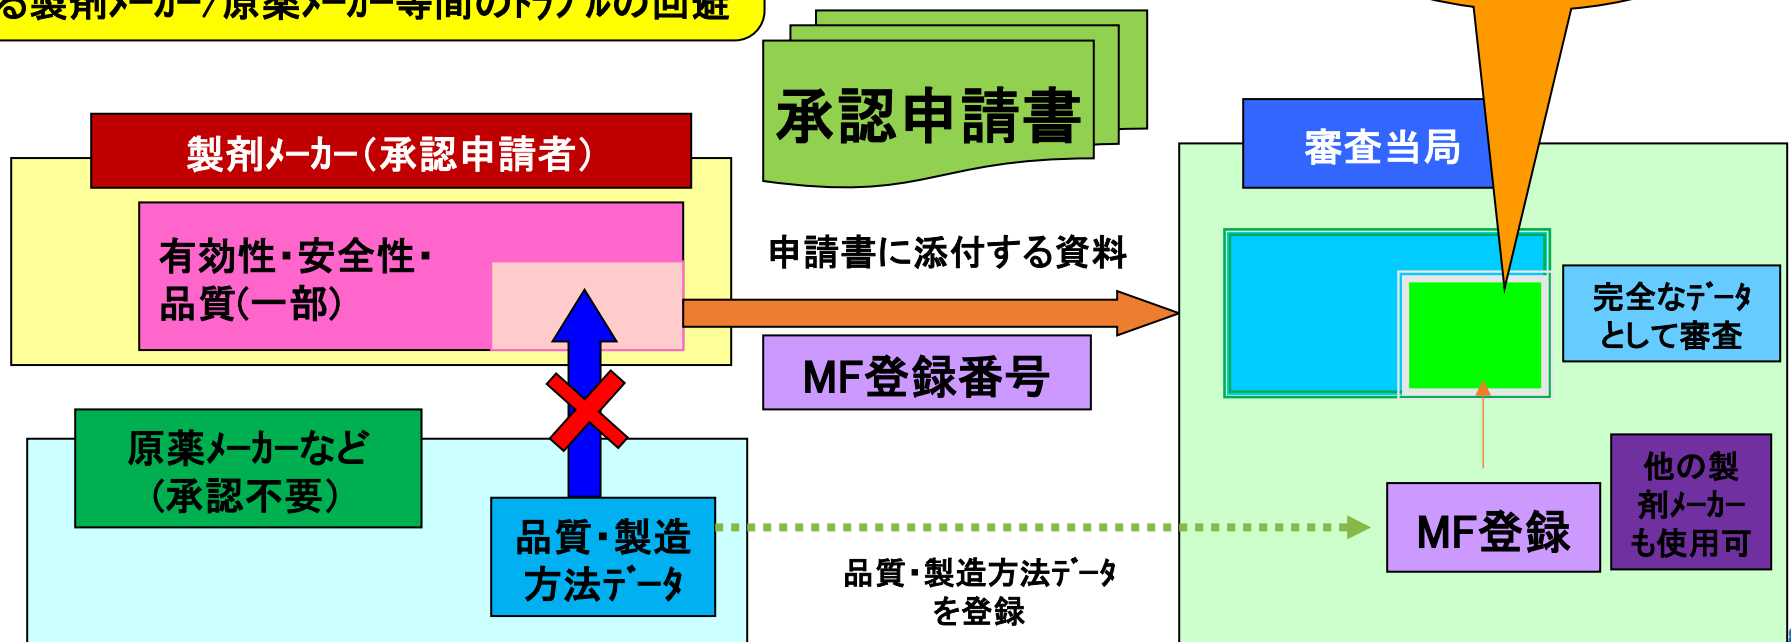 る製剤ﾒｰｶｰ/原薬ﾒｰｶｰ等間のﾄﾗﾌﾞﾙの回避
承認申請書
製剤ﾒｰｶｰ(承認申請者)
審査当局
有効性・安全性・
品質(一部)
申請書に添付する資料
完全なﾃﾞｰﾀ
として審査
MF登録番号
原薬ﾒｰｶｰなど
(承認不要)
他の製
剤ﾒｰｶｰ
も使用可
品質・製造
方法ﾃﾞｰﾀ
MF登録
品質・製造方法ﾃﾞｰﾀ
を登録